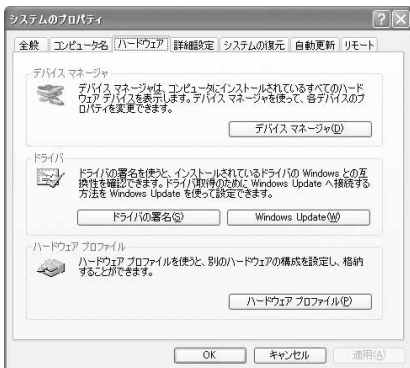 システムのプロパティ
全般 コンピュータ名 ハードウェア 詳細設定 システムの復元 自動更新 リモート
デバイス マネージャ
デバイス マネージャは、コンピュータにインストールされているすべてのハード
ウェア デバイスを表示します。デバイス マネージャを使って、各デバイスのプ
ロパティを変更できます。
デバイス マネージャ(D)
ドライバ
ドライバの署名を使うと、インストールされているドライバの Windows との互
換性を確認できます。ドライバ取得のために Windows Update へ接続する
方法を Windows Update を使って設定できます。
ドライバの署名(S) Windows Update(W)
ハードウェア プロファイル
ハードウェア プロファイルを使うと、別のハードウェアの構成を設定し、格納
することができます。
ハードウェア プロファイル(P)
OK キャンセル 適用(A)